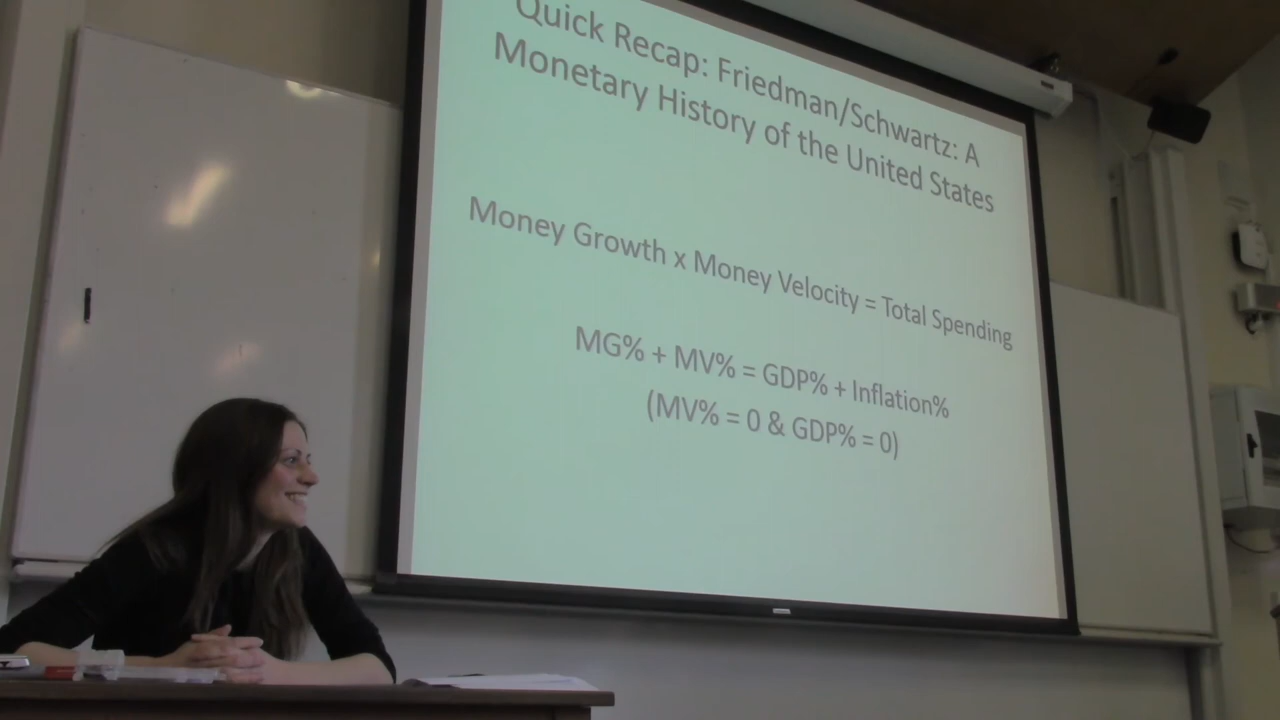 Quick Recap: Friedman/Schwartz: A
Monetary History of the United States
Money Growth x Money Velocity = Total Spending
MG% + MV% = GDP% + Inflation%
(MV% = 0 & GDP% = 0)